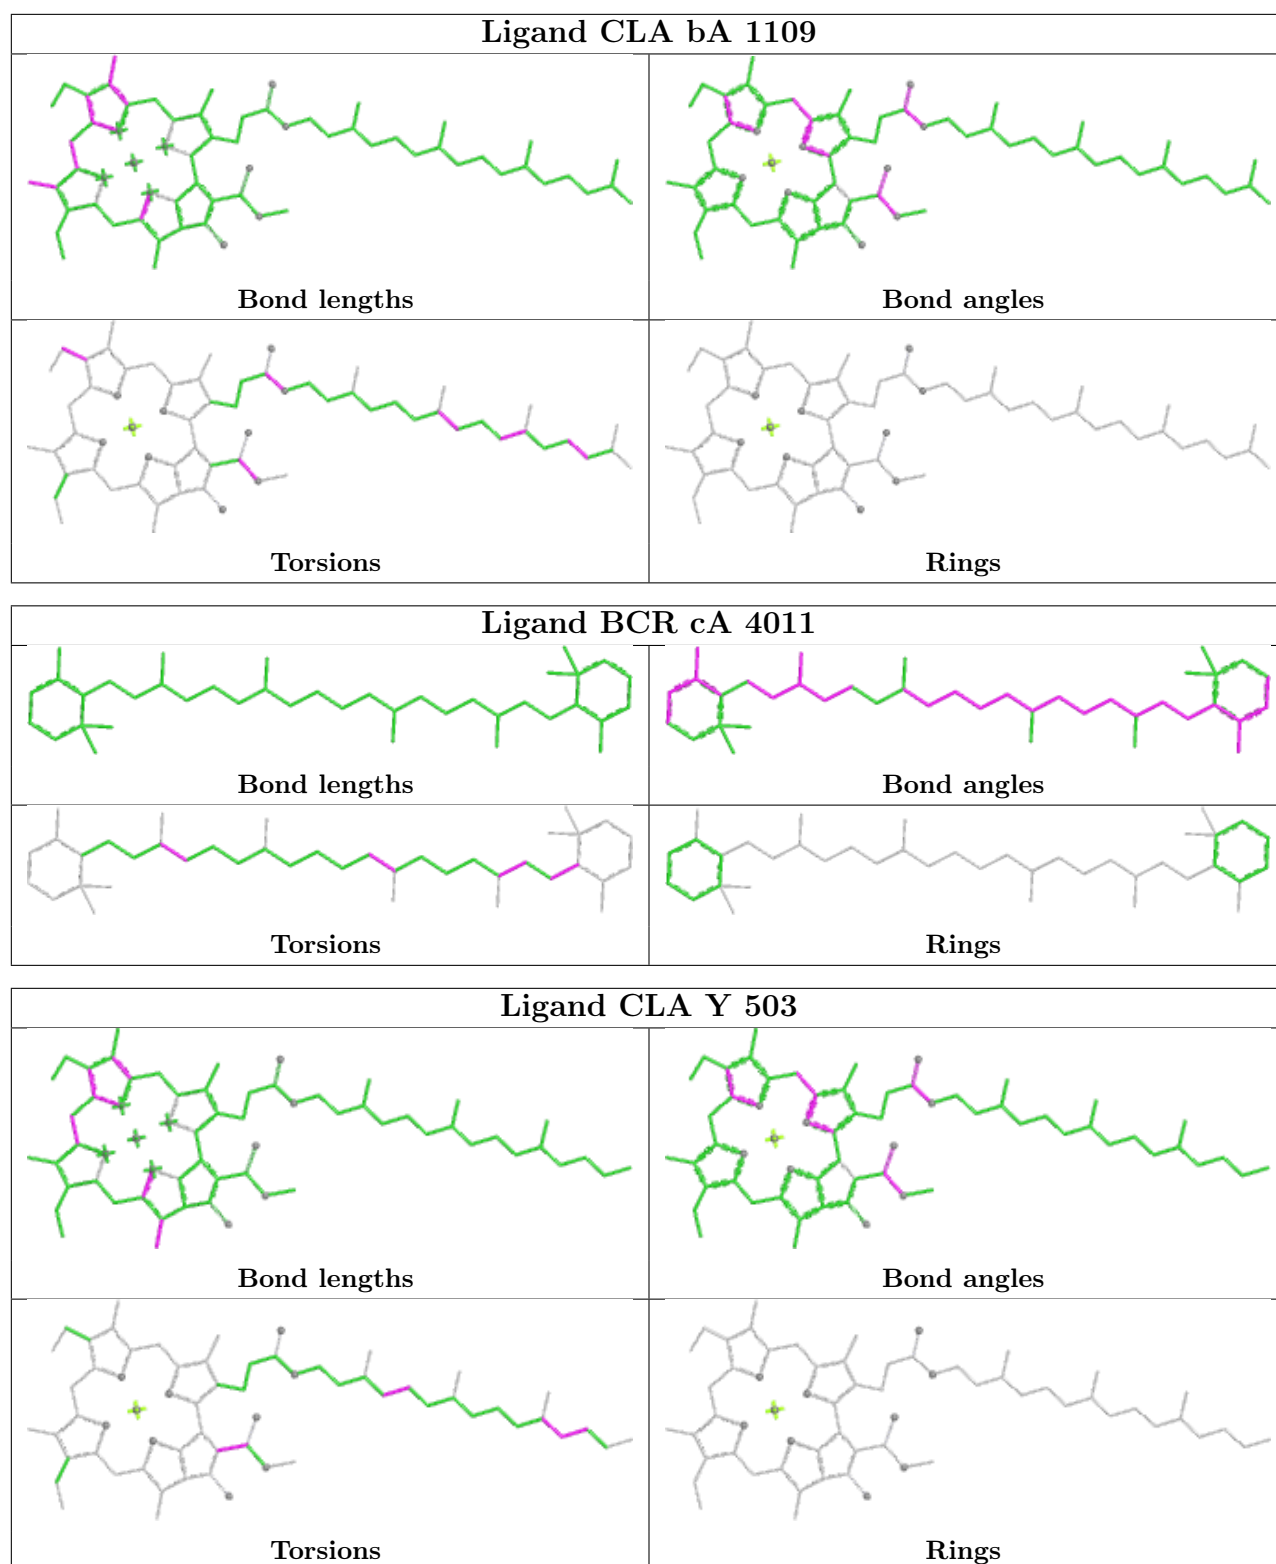 Ligand CLA bA 1109
Bond lengths
Bond angles
Torsions
Rings
Ligand BCR cA 4011
Bond lengths
Bond angles
Torsions
Rings
Ligand CLA Y 503
Bond lengths
Bond angles
Torsions
Rings